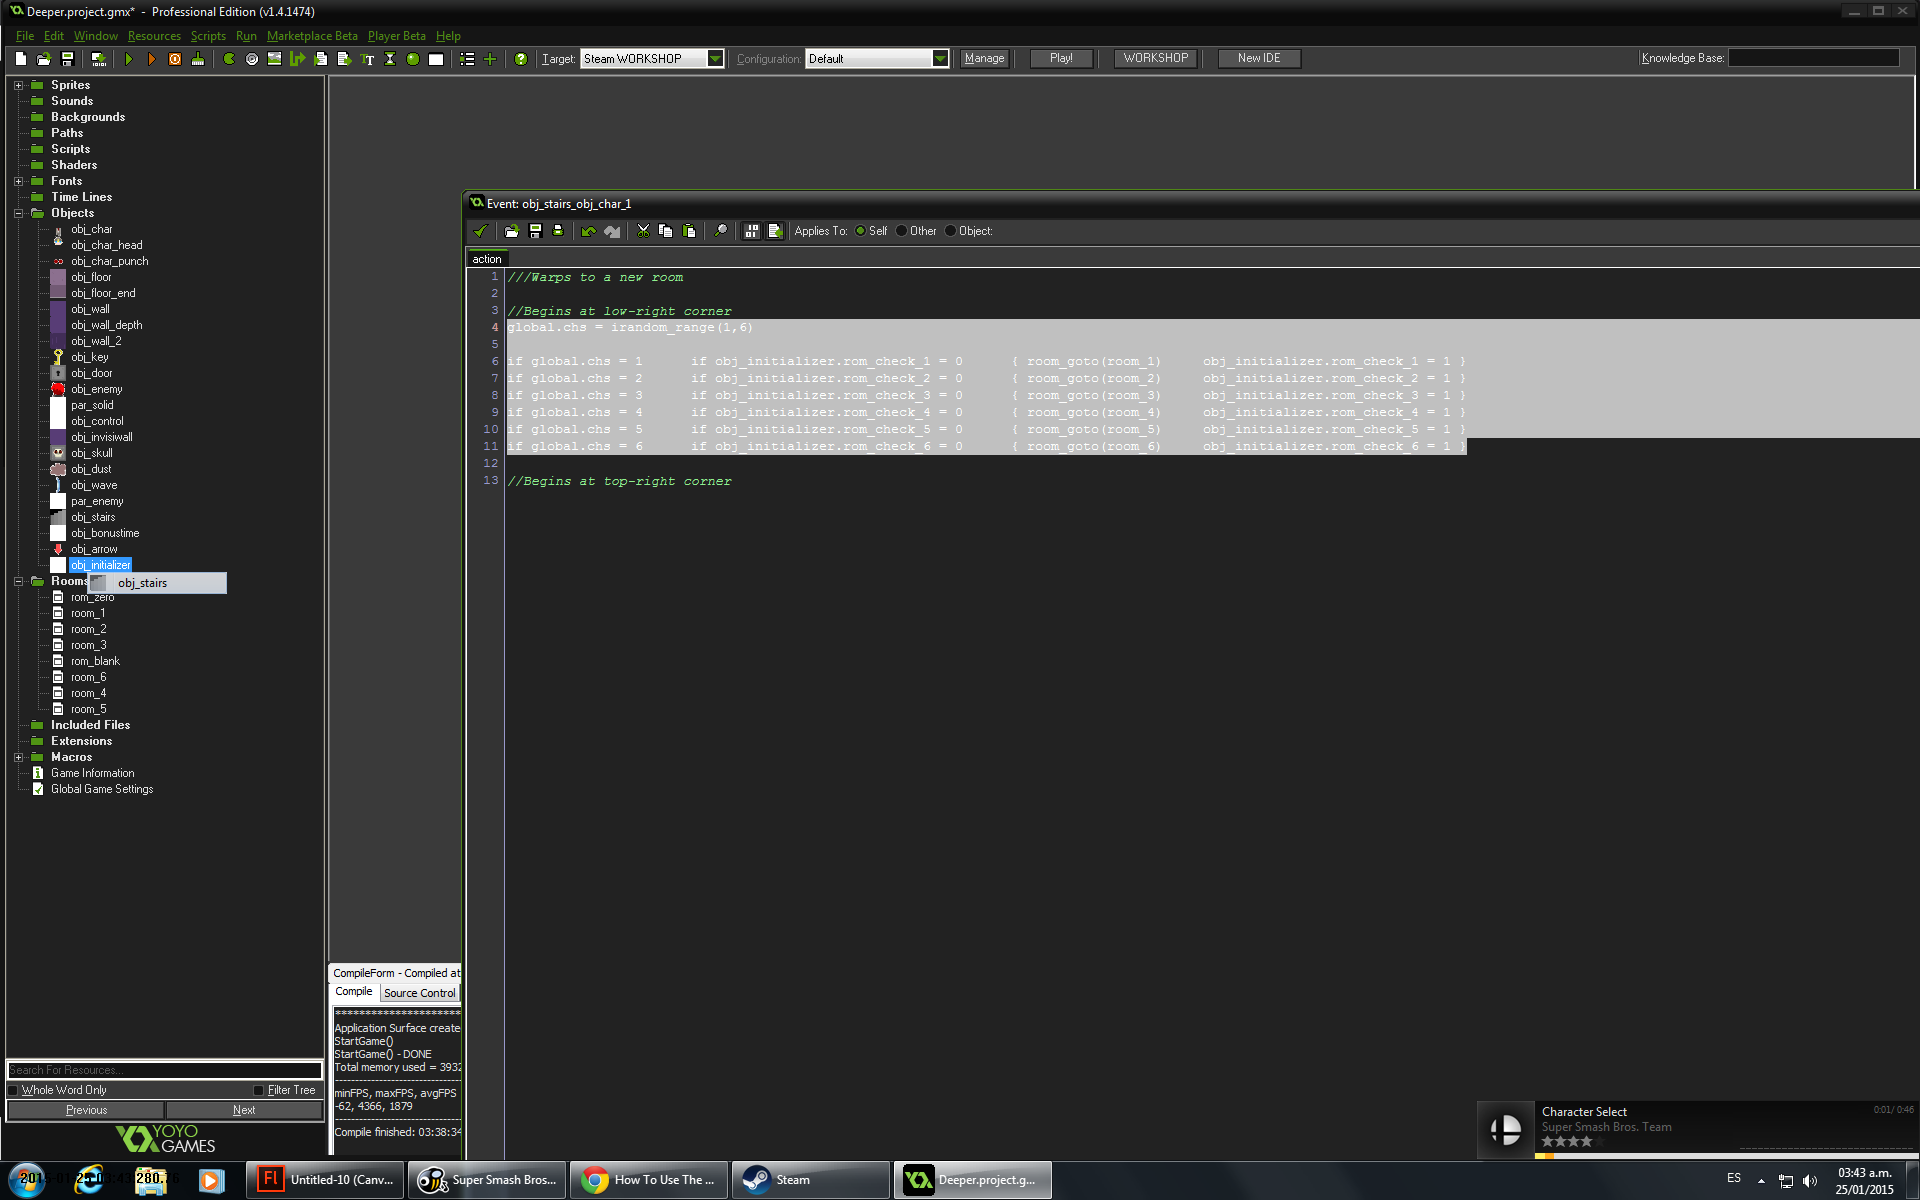 Deeper.project.gmx* - Professional Edition (v1.4.1474)
File Edit Window Resources Scripts Run Marketplace Beta Player Beta Help
Target: Steam WORKSHOP Configuration: Default Manage Play! WORKSHOP New IDE Knowledge Base:
Sprites
Sounds
Backgrounds
Paths
Scripts
Shaders
Fonts
Time Lines
Objects
obj_char
obj_char_head
obj_char_punch
obj_floor
obj_floor_end
obj_wall
obj_wall_depth
obj_wall_2
obj_key
obj_door
obj_enemy
par_solid
obj_control
obj_invisiwall
obj_skull
obj_dust
obj_wave
par_enemy
obj_stairs
obj_bonustime
obj_arrow
obj_initializer
Rooms
obj_stairs
rom_zero
room_1
room_2
room_3
rom_blank
room_6
room_4
room_5
Included Files
Extensions
Macros
Game Information
Global Game Settings
Search For Resources...
Whole Word Only Filter Tree
Previous Next
YOYO
GAMES
Event: obj_stairs_obj_char_1
Applies To: Self Other Object:
action
1 ///Warps to a new room
2
3 //Begins at low-right corner
4 global.chs = irandom_range(1,6)
5
6 if global.chs = 1 if obj_initializer.rom_check_1 = 0 { room_goto(room_1) obj_initializer.rom_check_1 = 1 }
7 if global.chs = 2 if obj_initializer.rom_check_2 = 0 { room_goto(room_2) obj_initializer.rom_check_2 = 1 }
8 if global.chs = 3 if obj_initializer.rom_check_3 = 0 { room_goto(room_3) obj_initializer.rom_check_3 = 1 }
9 if global.chs = 4 if obj_initializer.rom_check_4 = 0 { room_goto(room_4) obj_initializer.rom_check_4 = 1 }
10 if global.chs = 5 if obj_initializer.rom_check_5 = 0 { room_goto(room_5) obj_initializer.rom_check_5 = 1 }
11 if global.chs = 6 if obj_initializer.rom_check_6 = 0 { room_goto(room_6) obj_initializer.rom_check_6 = 1 }
12
13 //Begins at top-right corner
CompileForm - Compiled at
Compile Source Control
**********************
Application Surface create
StartGame()
StartGame() - DONE
Total memory used = 3932
minFPS, maxFPS, avgFPS
-62, 4366, 1879
Compile finished: 03:38:34
Character Select 0:01/ 0:46
Super Smash Bros. Team
Untitled-10 (Canv... Super Smash Bros... How To Use The ... Steam Deeper.project.g...
ES
03:43 a.m.
25/01/2015